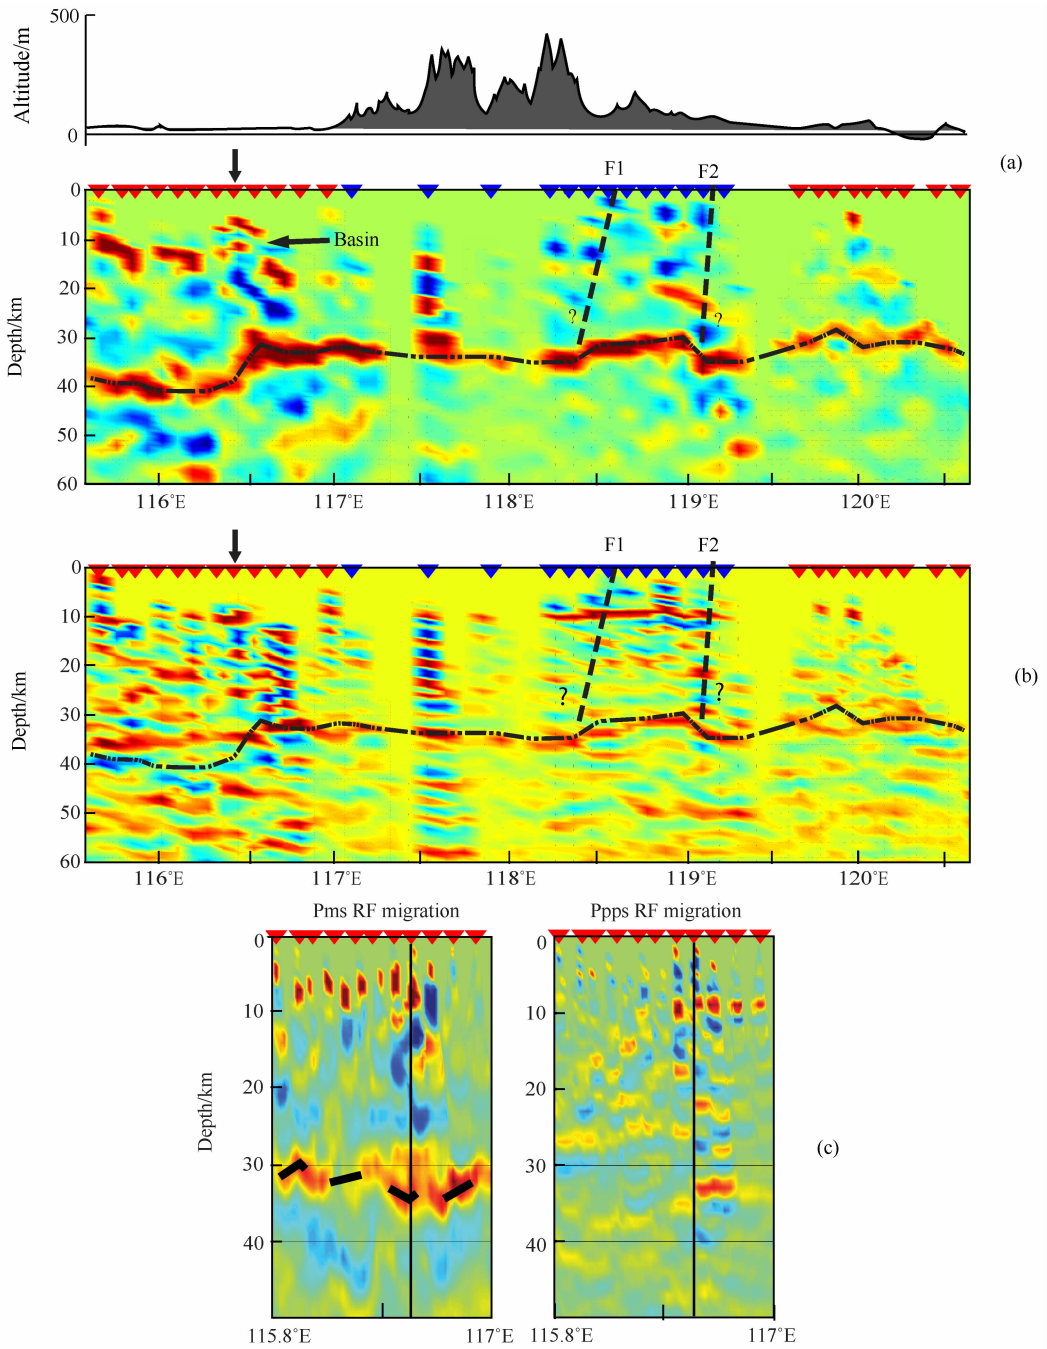 500
Altitude/m
0
(a)
F1 F2
0
10
Basin
20
? ?
30
Depth/km
40
50
60
116°E 117°E 118°E 119°E 120°E
F1 F2
0
10
20
? ?
30
Depth/km
(b)
40
50
60
116°E 117°E 118°E 119°E 120°E
Pms RF migration Ppps RF migration
0 0
10 10
20 20
Depth/km
(c)
30 30
40 40
115.8°E 117°E 115.8°E 117°E